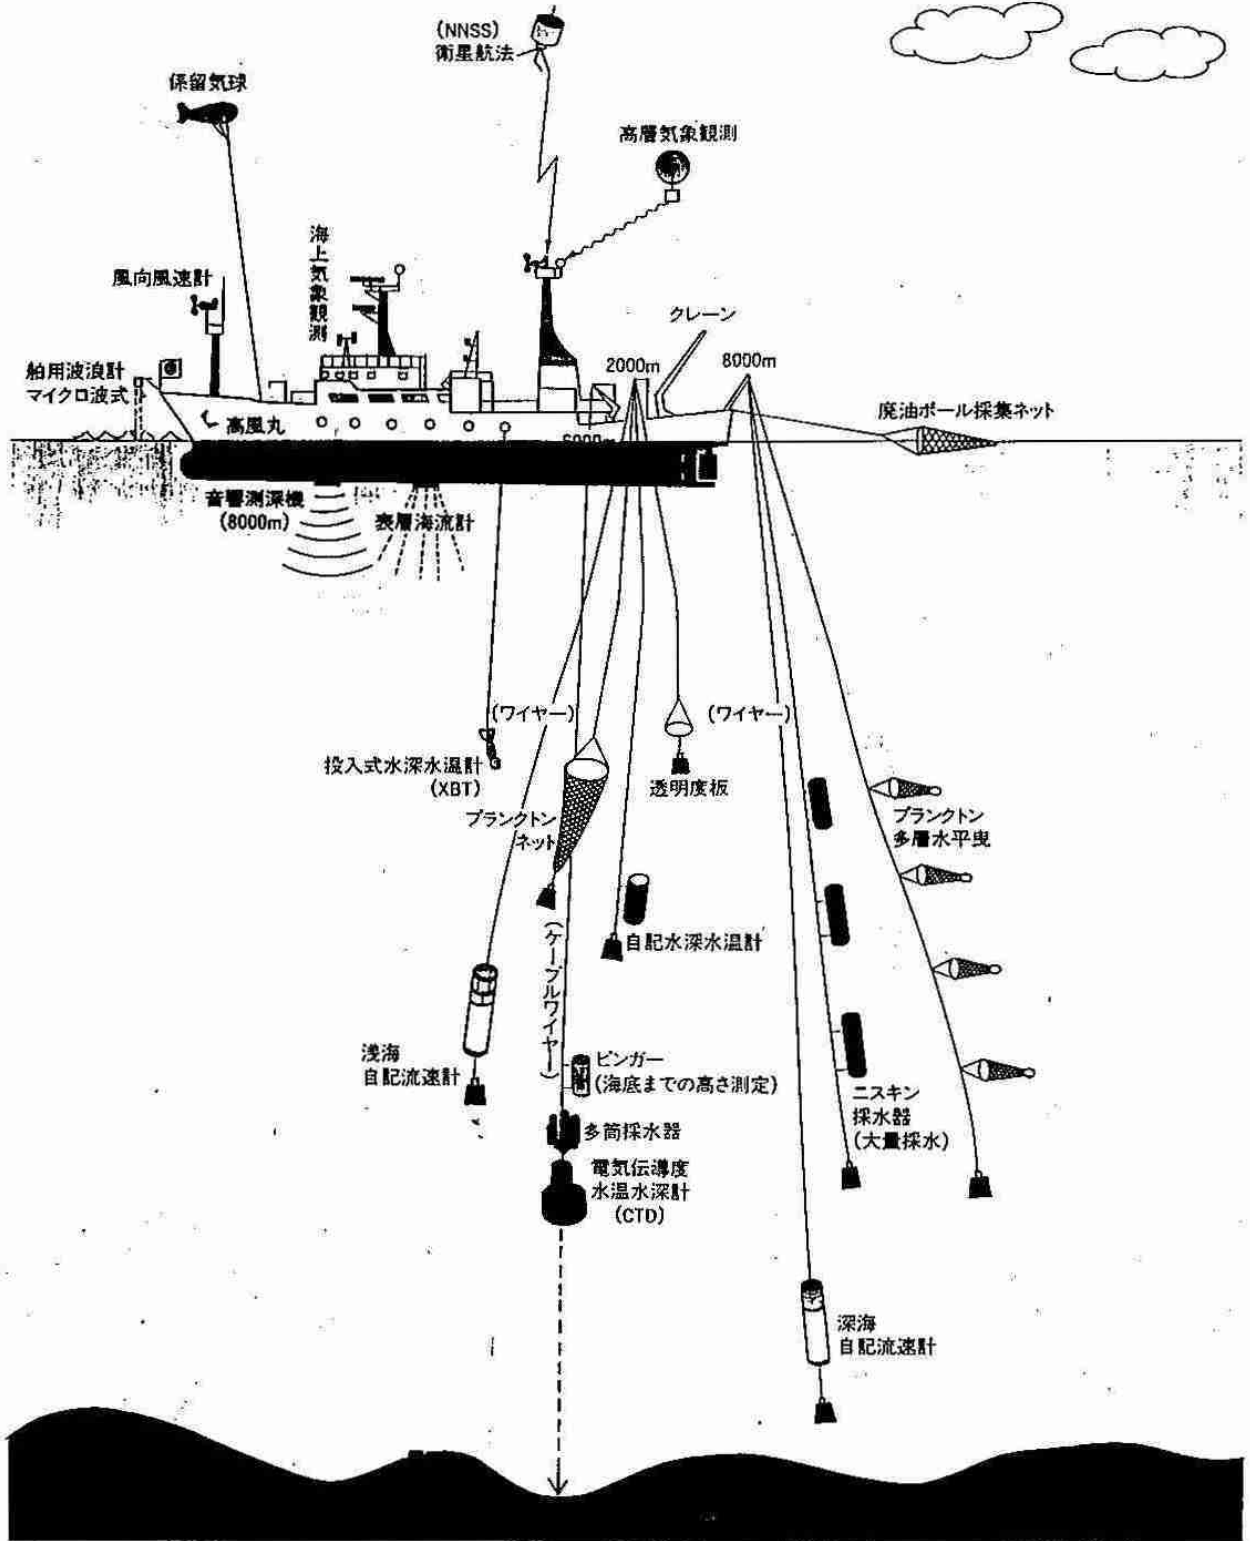 (NNSS)
衛星航法
係留気球
高層気象観測
海上気象観測
風向風速計
クレーン
2000m
8000m
舶用波浪計
マイクロ波式
廃油ボール採集ネット
高風丸
6000m
音響測深機
(8000m)
表層海流計
(ワイヤー)
(ワイヤー)
投入式水深水温計
(XBT)
透明度板
プランクトン
ネット
プランクトン
多層水平曳
自記水深水温計
(ケーブルワイヤー)
浅海
自記流速計
ピンガー
(海底までの高さ測定)
ニスキン
採水器
(大量採水)
多筒採水器
電気伝導度
水温水深計
(CTD)
深海
自記流速計